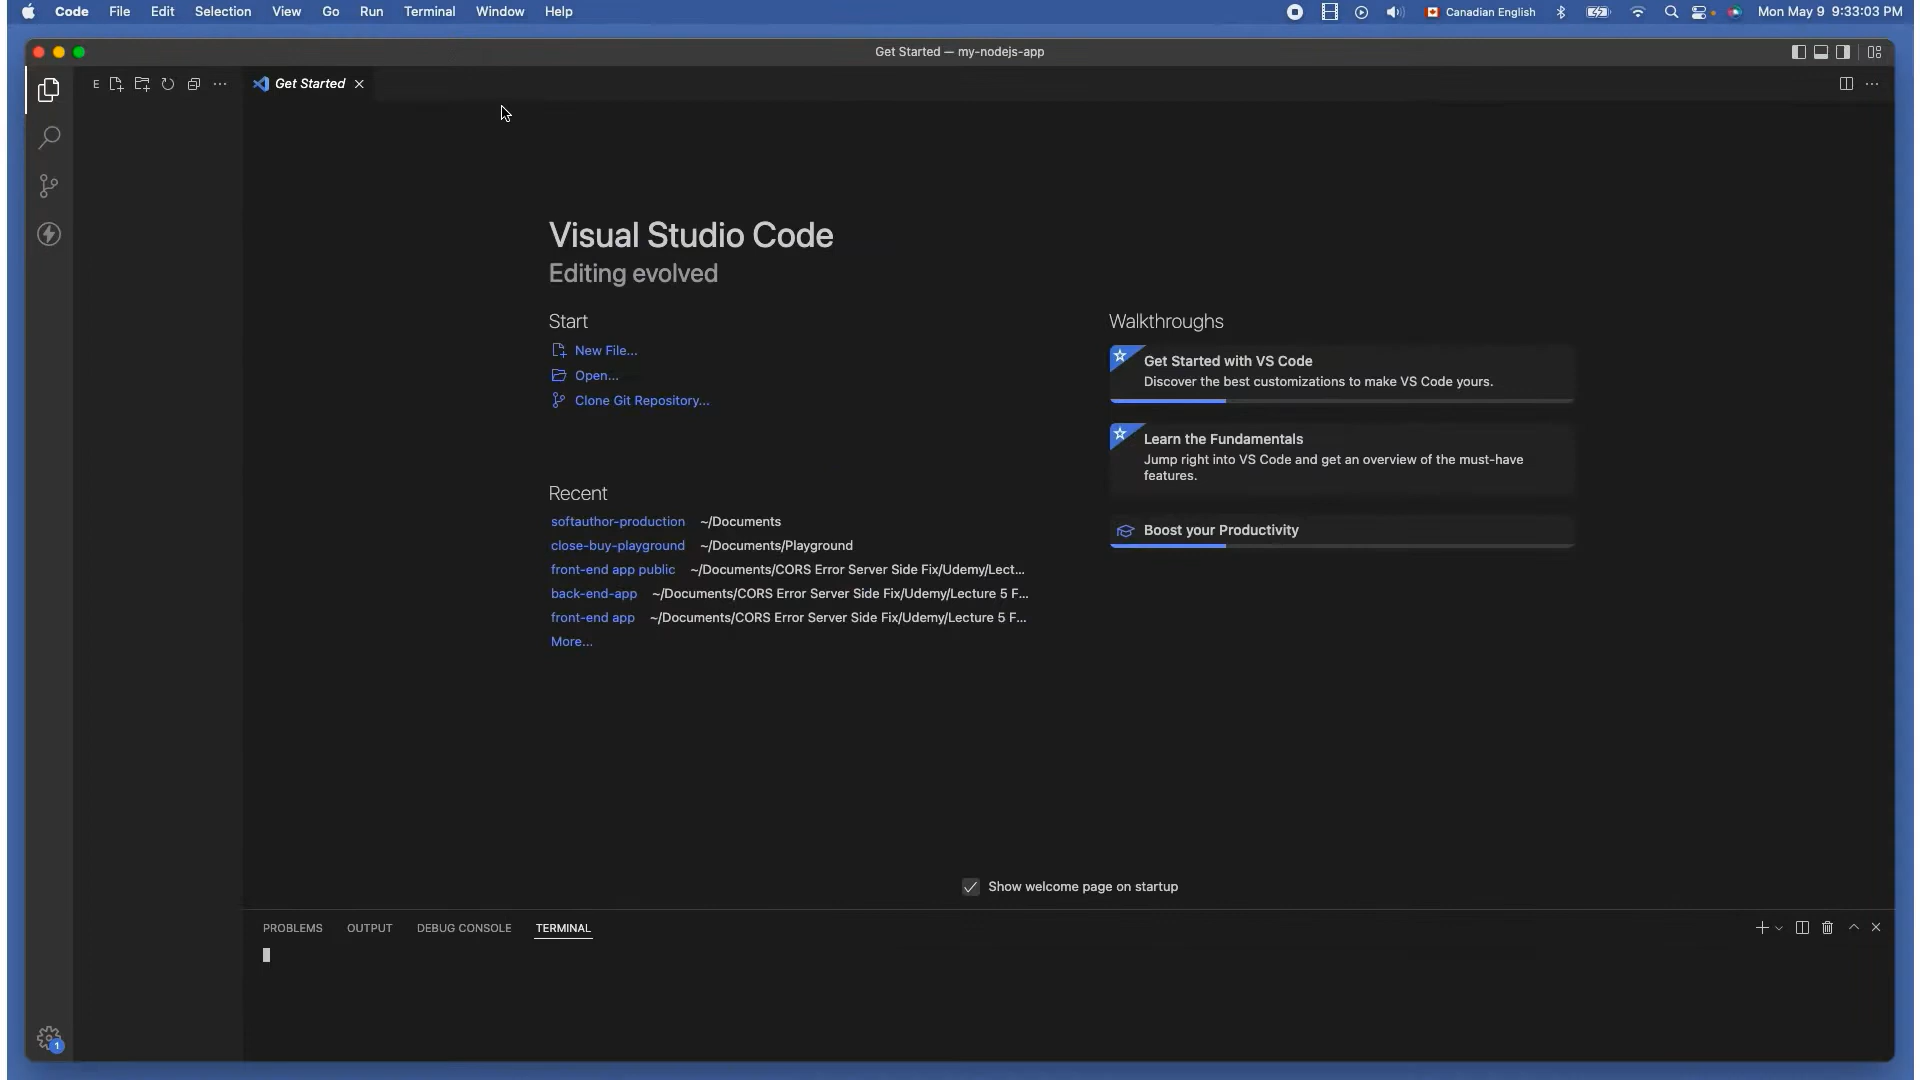 Code File Edit Selection View Go Run Terminal Window Help Canadian English Mon May 9 9:33:03 PM
Get Started — my-nodejs-app
E Get Started
Visual Studio Code
Editing evolved
Start
New File...
Open...
Clone Git Repository...
Recent
softauthor-production ~/Documents
close-buy-playground ~/Documents/Playground
front-end app public ~/Documents/CORS Error Server Side Fix/Udemy/Lect...
back-end-app ~/Documents/CORS Error Server Side Fix/Udemy/Lecture 5 F...
front-end app ~/Documents/CORS Error Server Side Fix/Udemy/Lecture 5 F...
More...
Walkthroughs
Get Started with VS Code
Discover the best customizations to make VS Code yours.
Learn the Fundamentals
Jump right into VS Code and get an overview of the must-have
features.
Boost your Productivity
Show welcome page on startup
PROBLEMS OUTPUT DEBUG CONSOLE TERMINAL
1